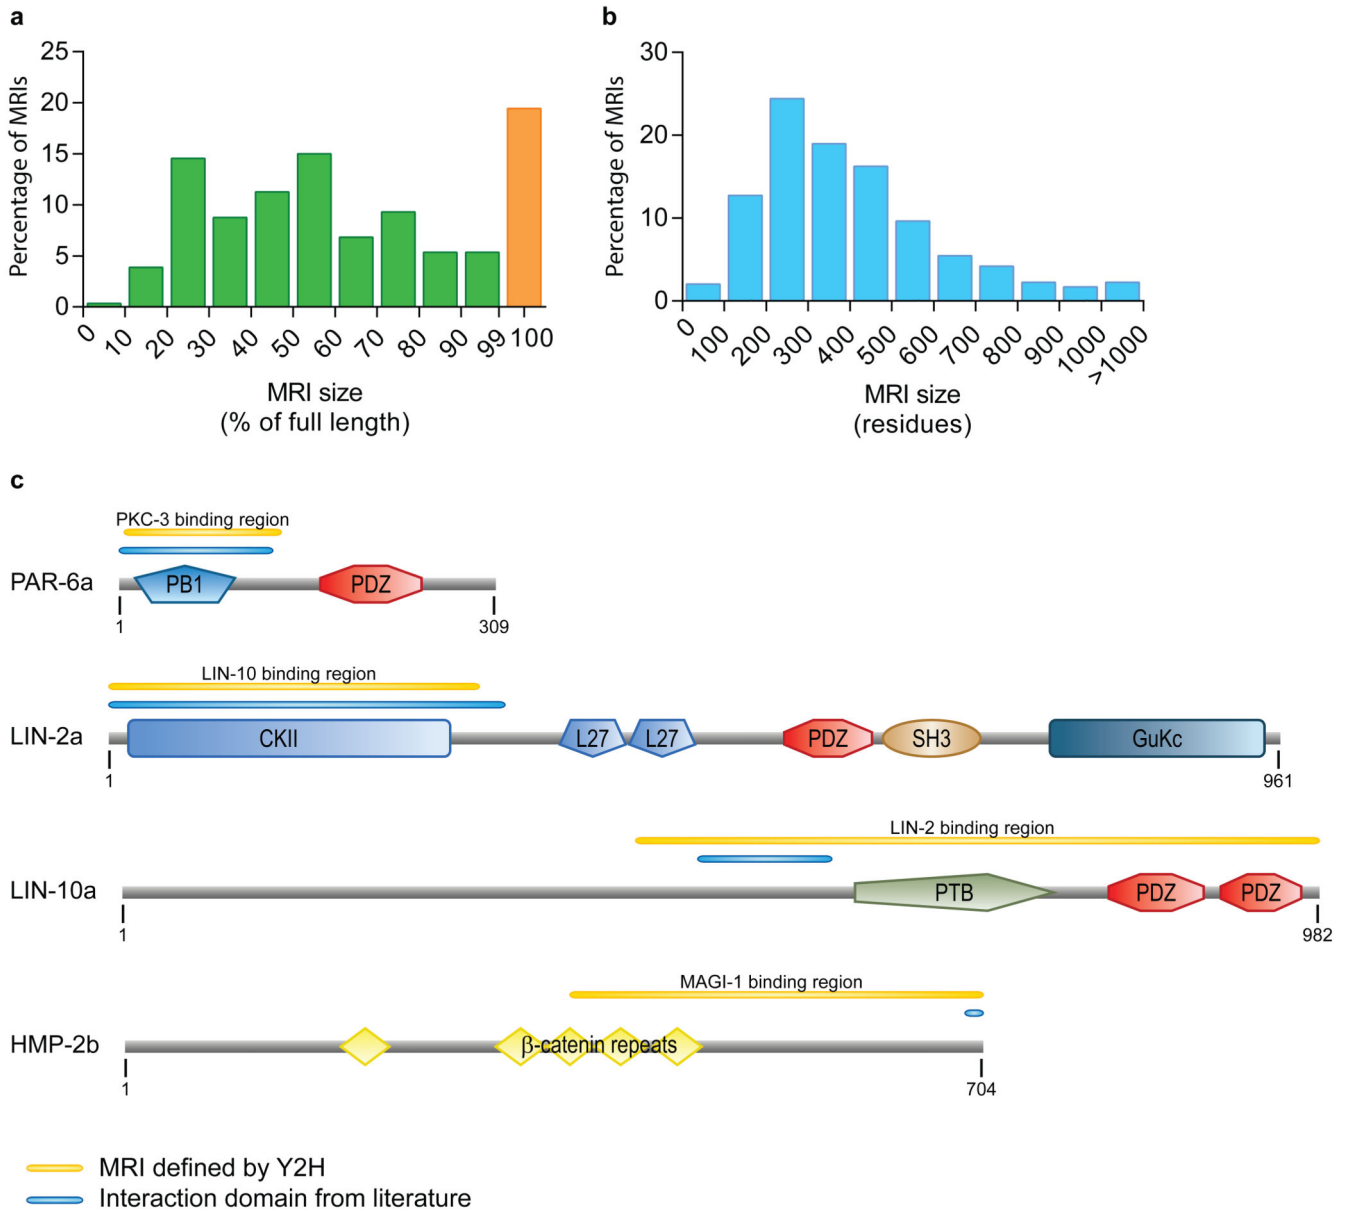 a
25
20
15
10
5
0
Percentage of MRIs
0 10 20 30 40 50 60 70 80 90 99 100
MRI size
(% of full length)
b
30
20
10
0
Percentage of MRIs
0 100 200 300 400 500 600 700 800 900 1000 >1000
MRI size
(residues)
c
PKC-3 binding region
PAR-6a PB1 PDZ
1 309
LIN-10 binding region
LIN-2a CKII L27 L27 PDZ SH3 GuKc
1 961
LIN-2 binding region
LIN-10a PTB PDZ PDZ
1 982
MAGI-1 binding region
HMP-2b β-catenin repeats
1 704
MRI defined by Y2H
Interaction domain from literature